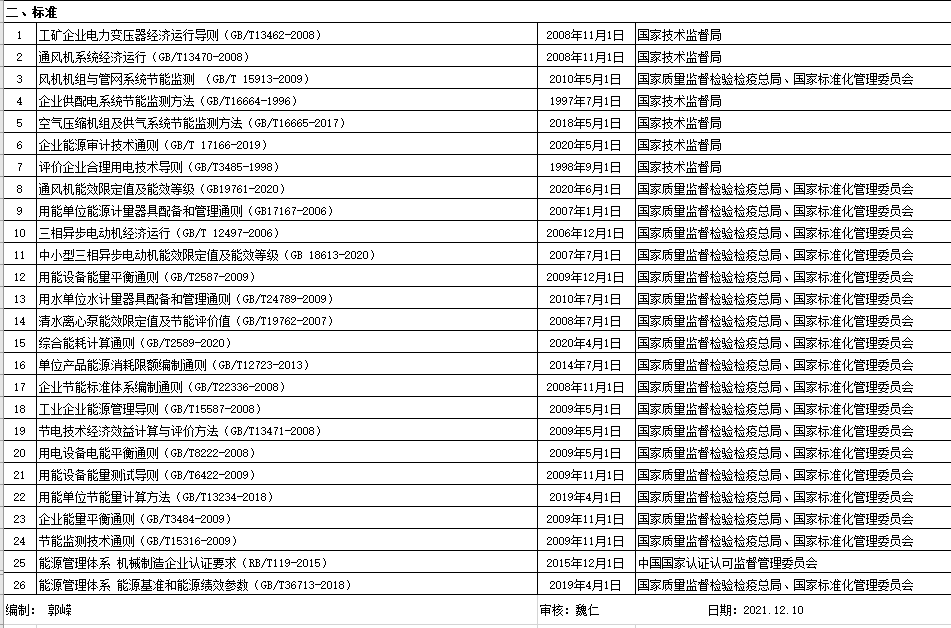 二、标准
1 工矿企业电力变压器经济运行导则（GB/T13462-2008） 2008年11月1日 国家技术监督局
2 通风机系统经济运行（GB/T13470-2008） 2008年11月1日 国家技术监督局
3 风机机组与管网系统节能监测 （GB/T 15913-2009） 2010年5月1日 国家质量监督检验检疫总局、国家标准化管理委员会
4 企业供配电系统节能监测方法（GB/T16664-1996） 1997年7月1日 国家技术监督局
5 空气压缩机组及供气系统节能监测方法（GB/T16665-2017） 2018年5月1日 国家技术监督局
6 企业能源审计技术通则（GB/T 17166-2019） 2020年5月1日 国家技术监督局
7 评价企业合理用电技术导则（GB/T3485-1998） 1998年9月1日 国家技术监督局
8 通风机能效限定值及能效等级（GB19761-2020） 2020年6月1日 国家质量监督检验检疫总局、国家标准化管理委员会
9 用能单位能源计量器具配备和管理通则（GB17167-2006） 2007年1月1日 国家质量监督检验检疫总局、国家标准化管理委员会
10 三相异步电动机经济运行（GB/T 12497-2006） 2006年12月1日 国家质量监督检验检疫总局、国家标准化管理委员会
11 中小型三相异步电动机能效限定值及能效等级（GB 18613-2020） 2007年7月1日 国家质量监督检验检疫总局、国家标准化管理委员会
12 用能设备能量平衡通则（GB/T2587-2009） 2009年12月1日 国家质量监督检验检疫总局、国家标准化管理委员会
13 用水单位水计量器具配备和管理通则（GB/T24789-2009） 2010年7月1日 国家质量监督检验检疫总局、国家标准化管理委员会
14 清水离心泵能效限定值及节能评价值（GB/T19762-2007） 2008年7月1日 国家质量监督检验检疫总局、国家标准化管理委员会
15 综合能耗计算通则（GB/T2589-2020） 2020年4月1日 国家质量监督检验检疫总局、国家标准化管理委员会
16 单位产品能源消耗限额编制通则（GB/T12723-2013） 2014年7月1日 国家质量监督检验检疫总局、国家标准化管理委员会
17 企业节能标准体系编制通则（GB/T22336-2008） 2008年11月1日 国家质量监督检验检疫总局、国家标准化管理委员会
18 工业企业能源管理导则（GB/T15587-2008） 2009年5月1日 国家质量监督检验检疫总局、国家标准化管理委员会
19 节电技术经济效益计算与评价方法（GB/T13471-2008） 2009年5月1日 国家质量监督检验检疫总局、国家标准化管理委员会
20 用电设备电能平衡通则（GB/T8222-2008） 2009年5月1日 国家质量监督检验检疫总局、国家标准化管理委员会
21 用能设备能量测试导则（GB/T6422-2009） 2009年11月1日 国家质量监督检验检疫总局、国家标准化管理委员会
22 用能单位节能量计算方法（GB/T13234-2018） 2019年4月1日 国家质量监督检验检疫总局、国家标准化管理委员会
23 企业能量平衡通则（GB/T3484-2009） 2009年11月1日 国家质量监督检验检疫总局、国家标准化管理委员会
24 节能监测技术通则（GB/T15316-2009） 2009年11月1日 国家质量监督检验检疫总局、国家标准化管理委员会
25 能源管理体系 机械制造企业认证要求（RB/T119-2015） 2015年12月1日 中国国家认证认可监督管理委员会
26 能源管理体系 能源基准和能源绩效参数（GB/T36713-2018） 2019年4月1日 国家质量监督检验检疫总局、国家标准化管理委员会
编制： 郭嵘 审核：魏仁 日期：2021.12.10